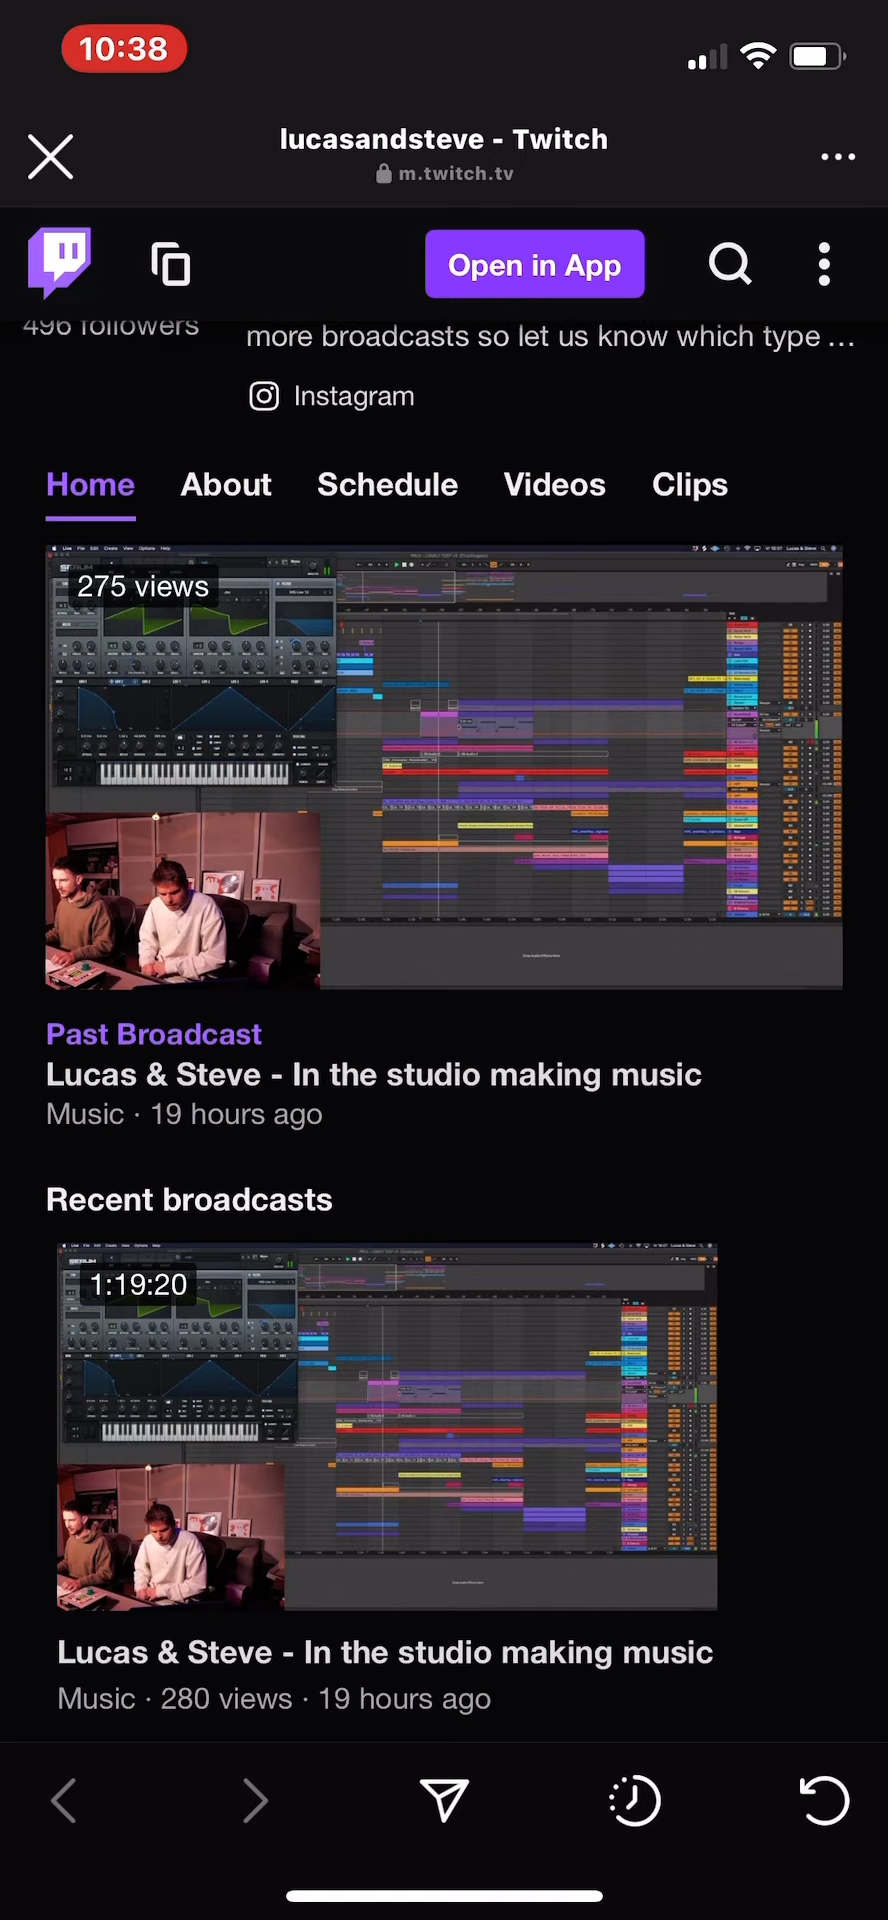 10:38
lucasandsteve - Twitch
m.twitch.tv
Open in App
496 followers
more broadcasts so let us know which type ...
Instagram
Home About Schedule Videos Clips
275 views
Past Broadcast
Lucas & Steve - In the studio making music
Music · 19 hours ago
Recent broadcasts
SERUM
1:19:20
Lucas & Steve - In the studio making music
Music · 280 views · 19 hours ago